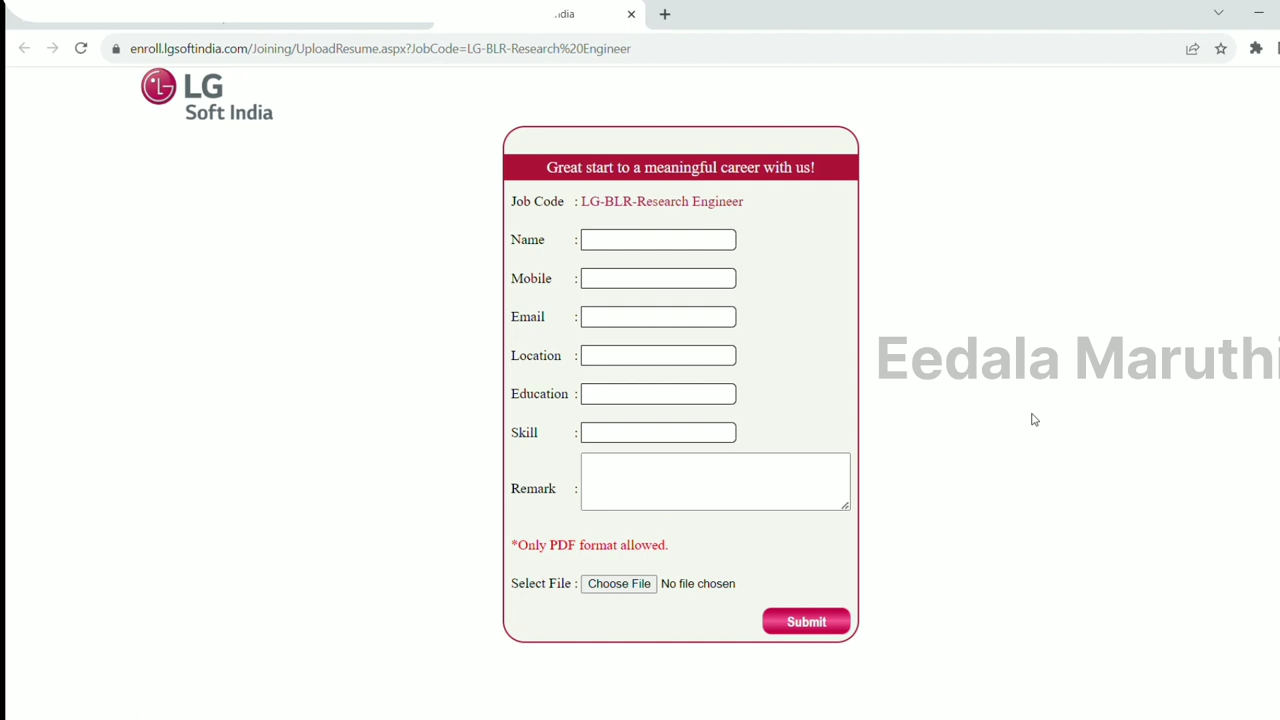 ndia
enroll.lgsoftindia.com/Joining/UploadResume.aspx?JobCode=LG-BLR-Research%20Engineer
LG
Soft India
Great start to a meaningful career with us!
Job Code : LG-BLR-Research Engineer
Name :
Mobile :
Email :
Location :
Education :
Skill :
Remark :
*Only PDF format allowed.
Select File : Choose File No file chosen
Submit
Eedala Maruthi